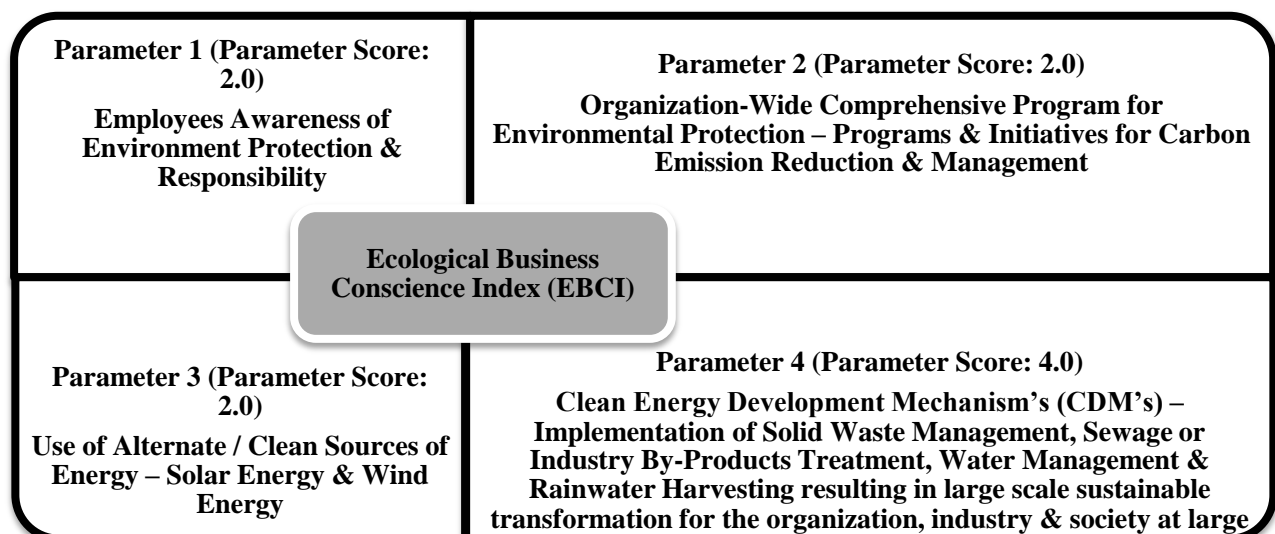 Parameter 1 (Parameter Score:
2.0)
Employees Awareness of
Environment Protection &
Responsibility
Parameter 2 (Parameter Score: 2.0)
Organization-Wide Comprehensive Program for
Environmental Protection – Programs & Initiatives for Carbon
Emission Reduction & Management
Ecological Business
Conscience Index (EBCI)
Parameter 3 (Parameter Score:
2.0)
Use of Alternate / Clean Sources of
Energy – Solar Energy & Wind
Energy
Parameter 4 (Parameter Score: 4.0)
Clean Energy Development Mechanism’s (CDM’s) –
Implementation of Solid Waste Management, Sewage or
Industry By-Products Treatment, Water Management &
Rainwater Harvesting resulting in large scale sustainable
transformation for the organization, industry & society at large